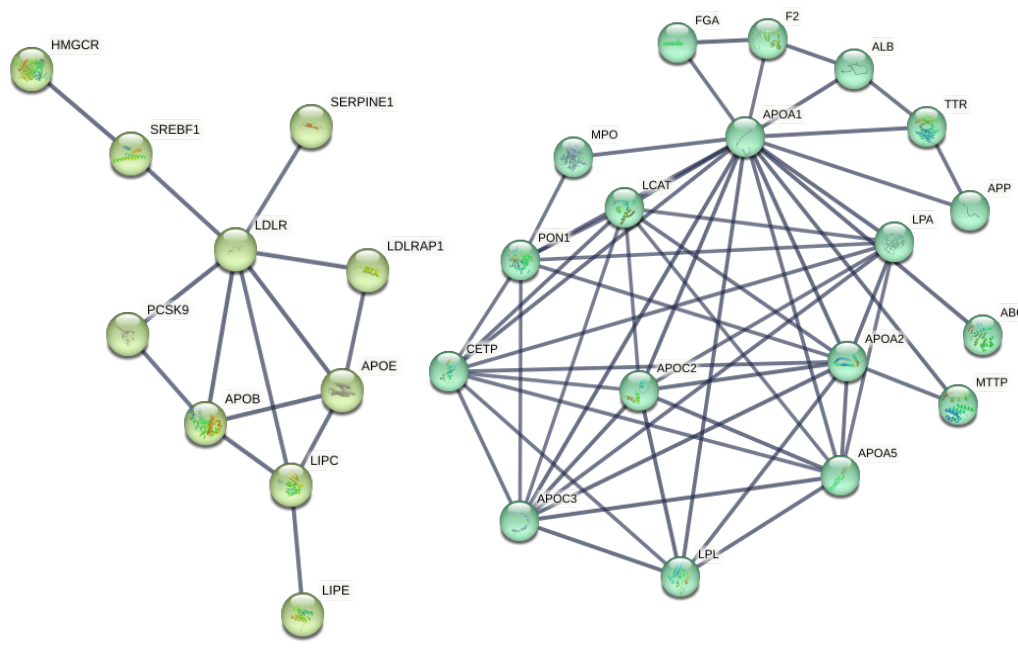 FGA
F2
HMGCR
ALB
SERPINE1
TTR
APOA1
SREBF1
MPO
LCAT
APP
LDLR
LPA
PON1
LDLRAP1
PCSK9
ABC
APOA2
CETP
APOE
APOC2
MTTP
APOB
LIPC
APOA5
APOC3
LPL
LIPE